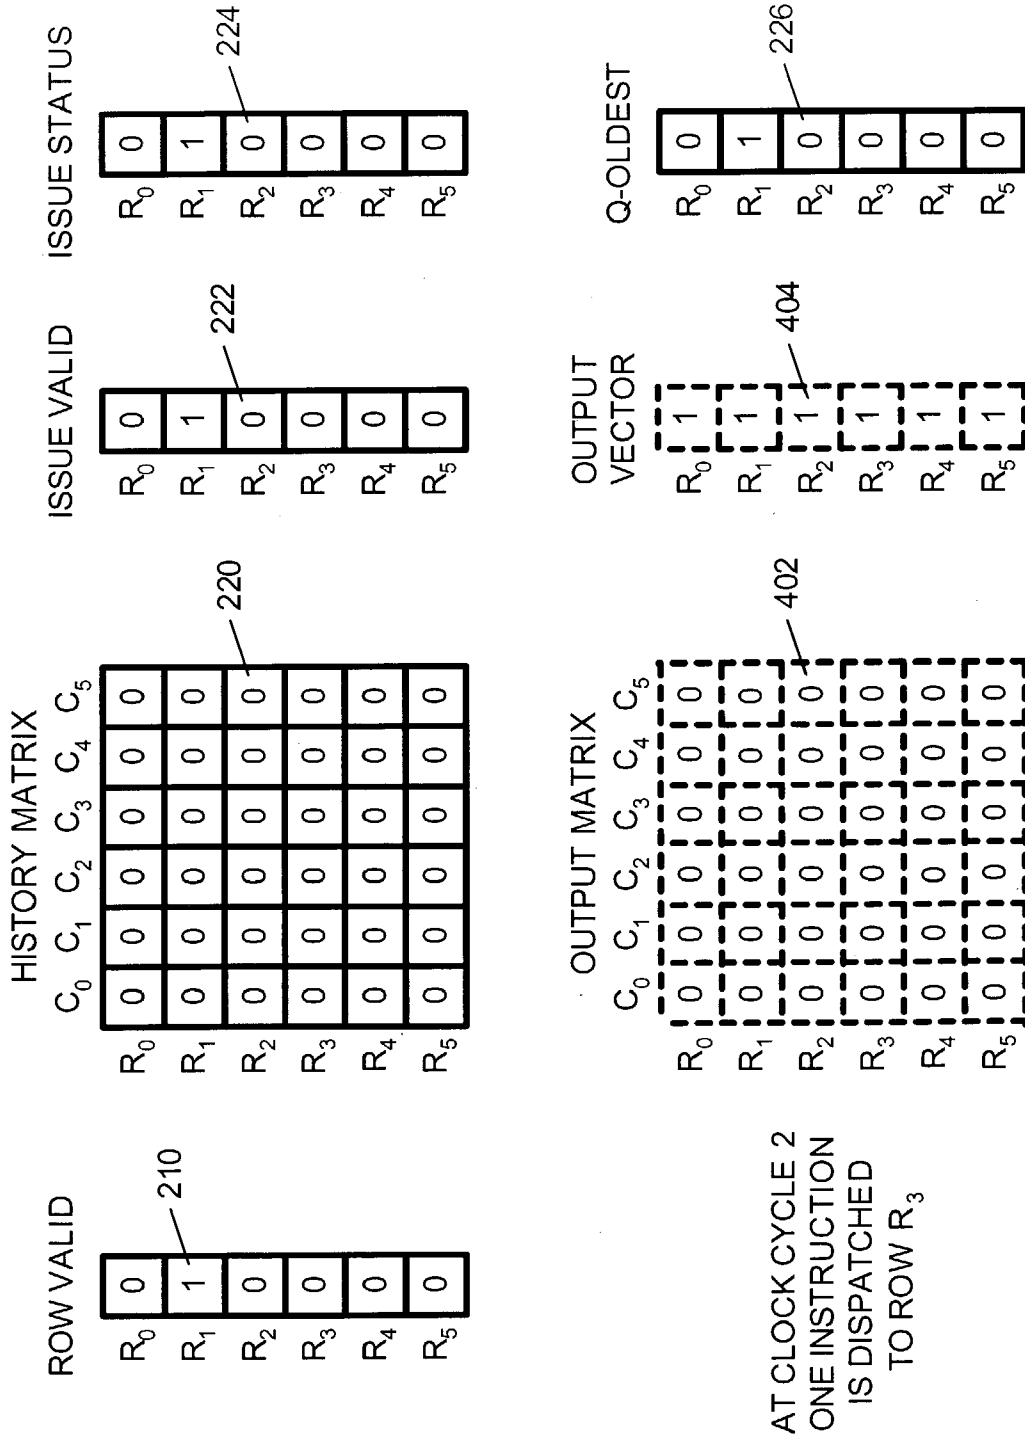 ROW VALID
R0 0
R1 1
R2 0
R3 0
R4 0
R5 0
210
HISTORY MATRIX
C0 C1 C2 C3 C4 C5
R0 0 0 0 0 0 0
R1 0 0 0 0 0 0
R2 0 0 0 0 0 0
R3 0 0 0 0 0 0
R4 0 0 0 0 0 0
R5 0 0 0 0 0 0
220
ISSUE VALID
R0 0
R1 1
R2 0
R3 0
R4 0
R5 0
222
ISSUE STATUS
R0 0
R1 1
R2 0
R3 0
R4 0
R5 0
224
AT CLOCK CYCLE 2
ONE INSTRUCTION
IS DISPATCHED
TO ROW R3
OUTPUT MATRIX
C0 C1 C2 C3 C4 C5
R0 0 0 0 0 0 0
R1 0 0 0 0 0 0
R2 0 0 0 0 0 0
R3 0 0 0 0 0 0
R4 0 0 0 0 0 0
R5 0 0 0 0 0 0
402
OUTPUT
VECTOR
R0 1
R1 1
R2 1
R3 1
R4 1
R5 1
404
Q-OLDEST
R0 0
R1 1
R2 0
R3 0
R4 0
R5 0
226